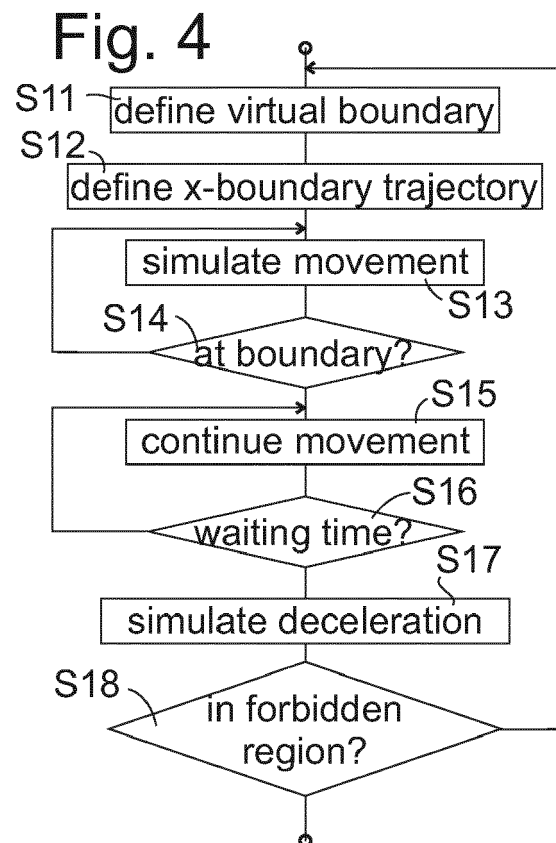 Fig. 4
S11
define virtual boundary
S12
define x-boundary trajectory
simulate movement
S13
S14
at boundary?
S15
continue movement
S16
waiting time?
S17
simulate deceleration
S18
in forbidden
region?